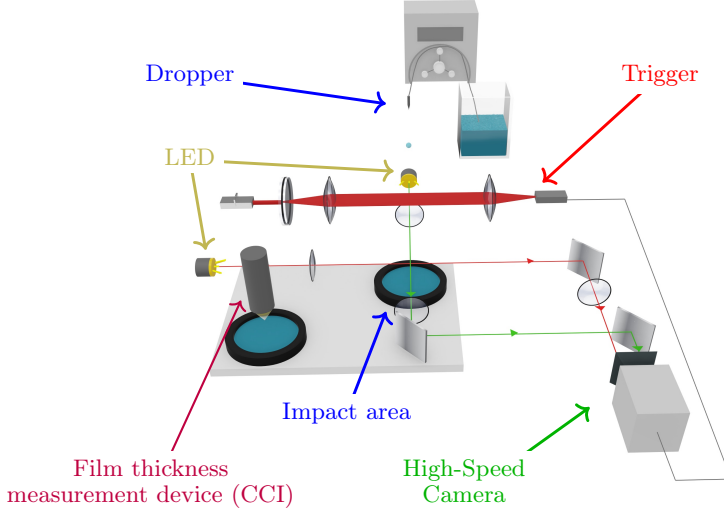 Dropper
Trigger
LED
Impact area
Film thickness
measurement device (CCI)
High-Speed
Camera